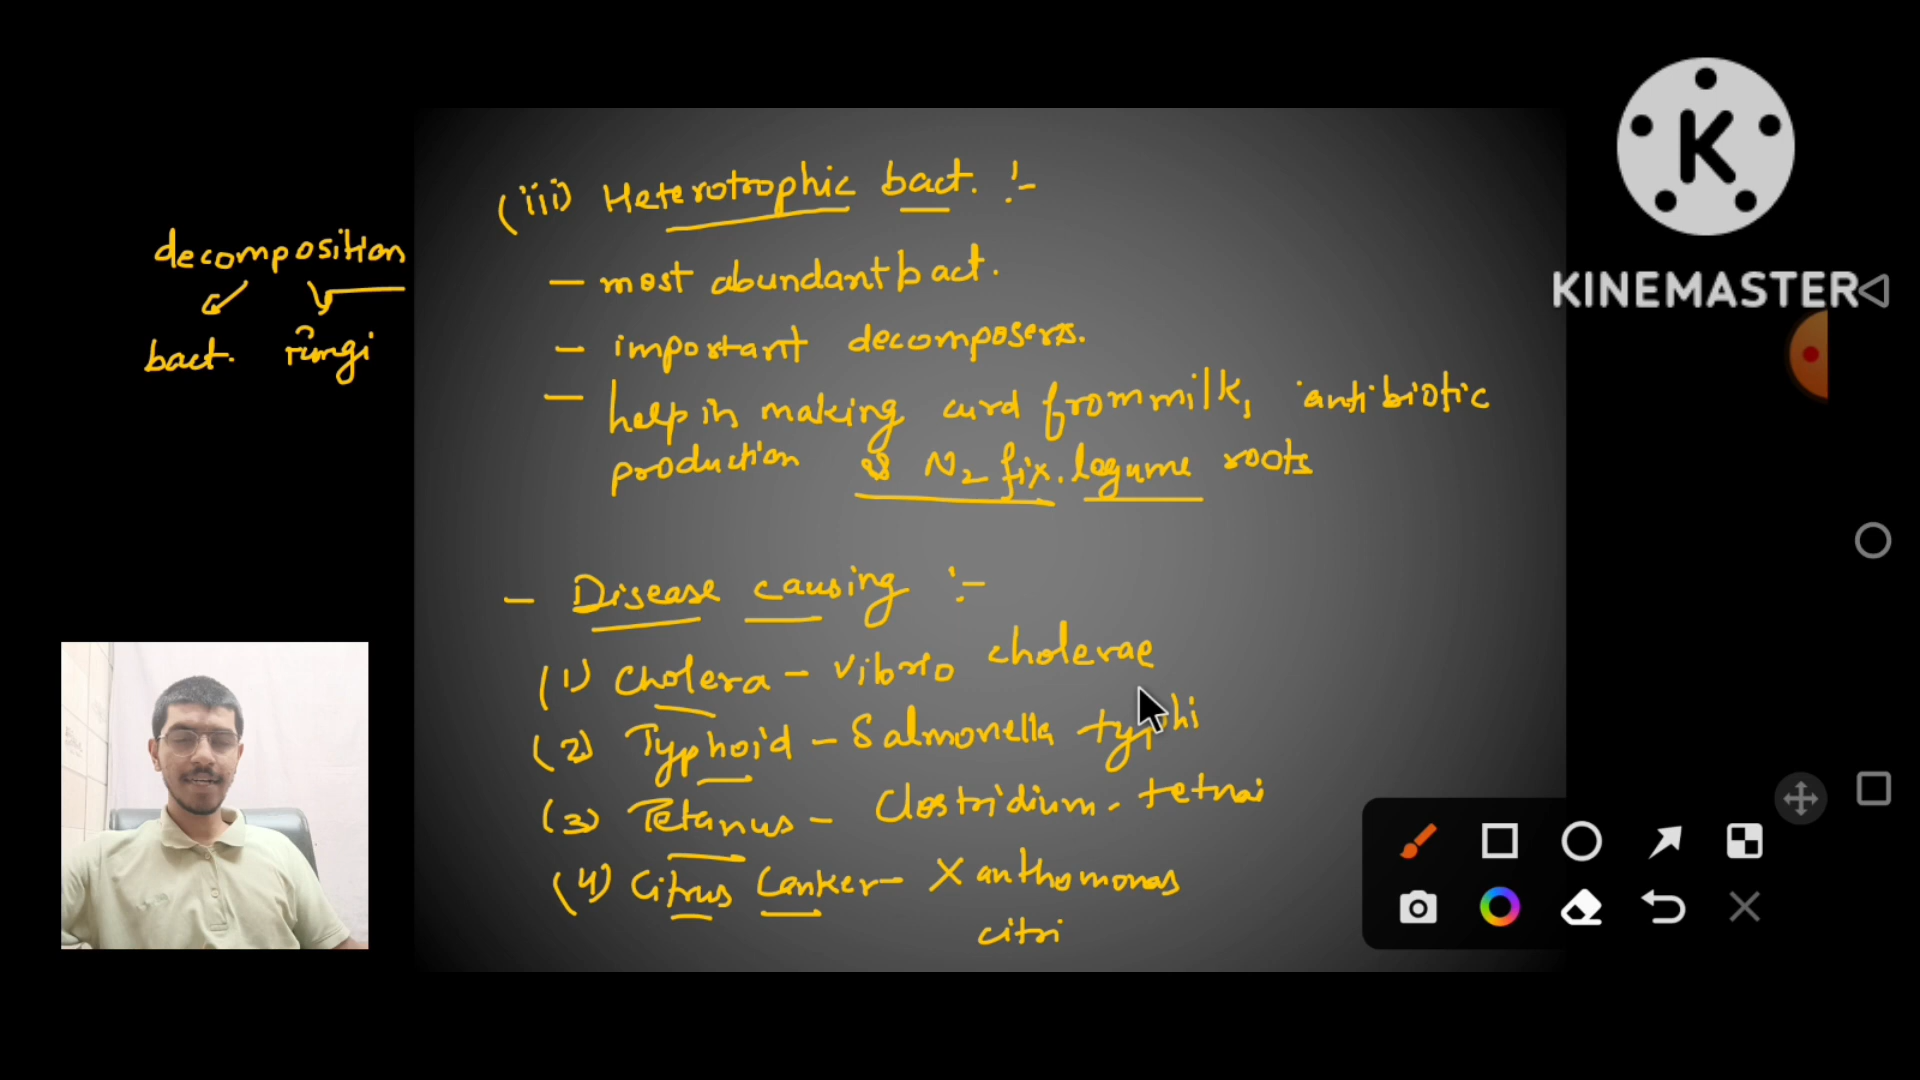 (iii) Heterotrophic bact. :-
- most abundant bact.
- important decomposers.
- help in making curd from milk, antibiotic
production & N2 fix. legume roots
decomposition
bact. fungi
- Disease causing :-
(1) Cholera - Vibrio cholerae
(2) Typhoid - Salmonella typhi
(3) Tetanus - Clostridium - tetnai
(4) Citrus Canker - Xanthomonas
citri
K
KINEMASTER